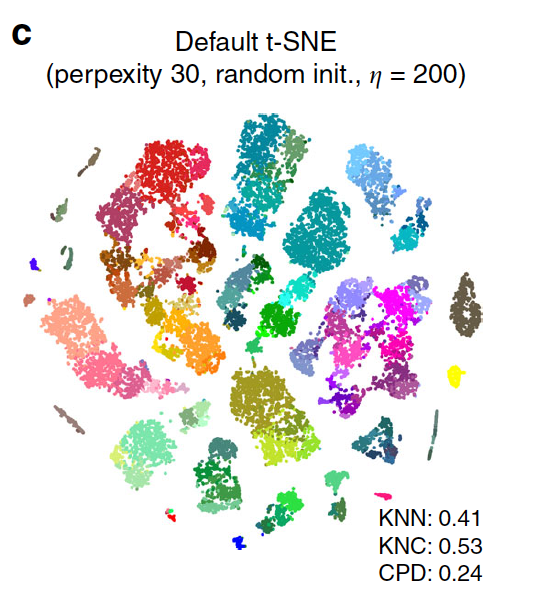 c
Default t-SNE
(perpexity 30, random init., η = 200)
KNN: 0.41
KNC: 0.53
CPD: 0.24